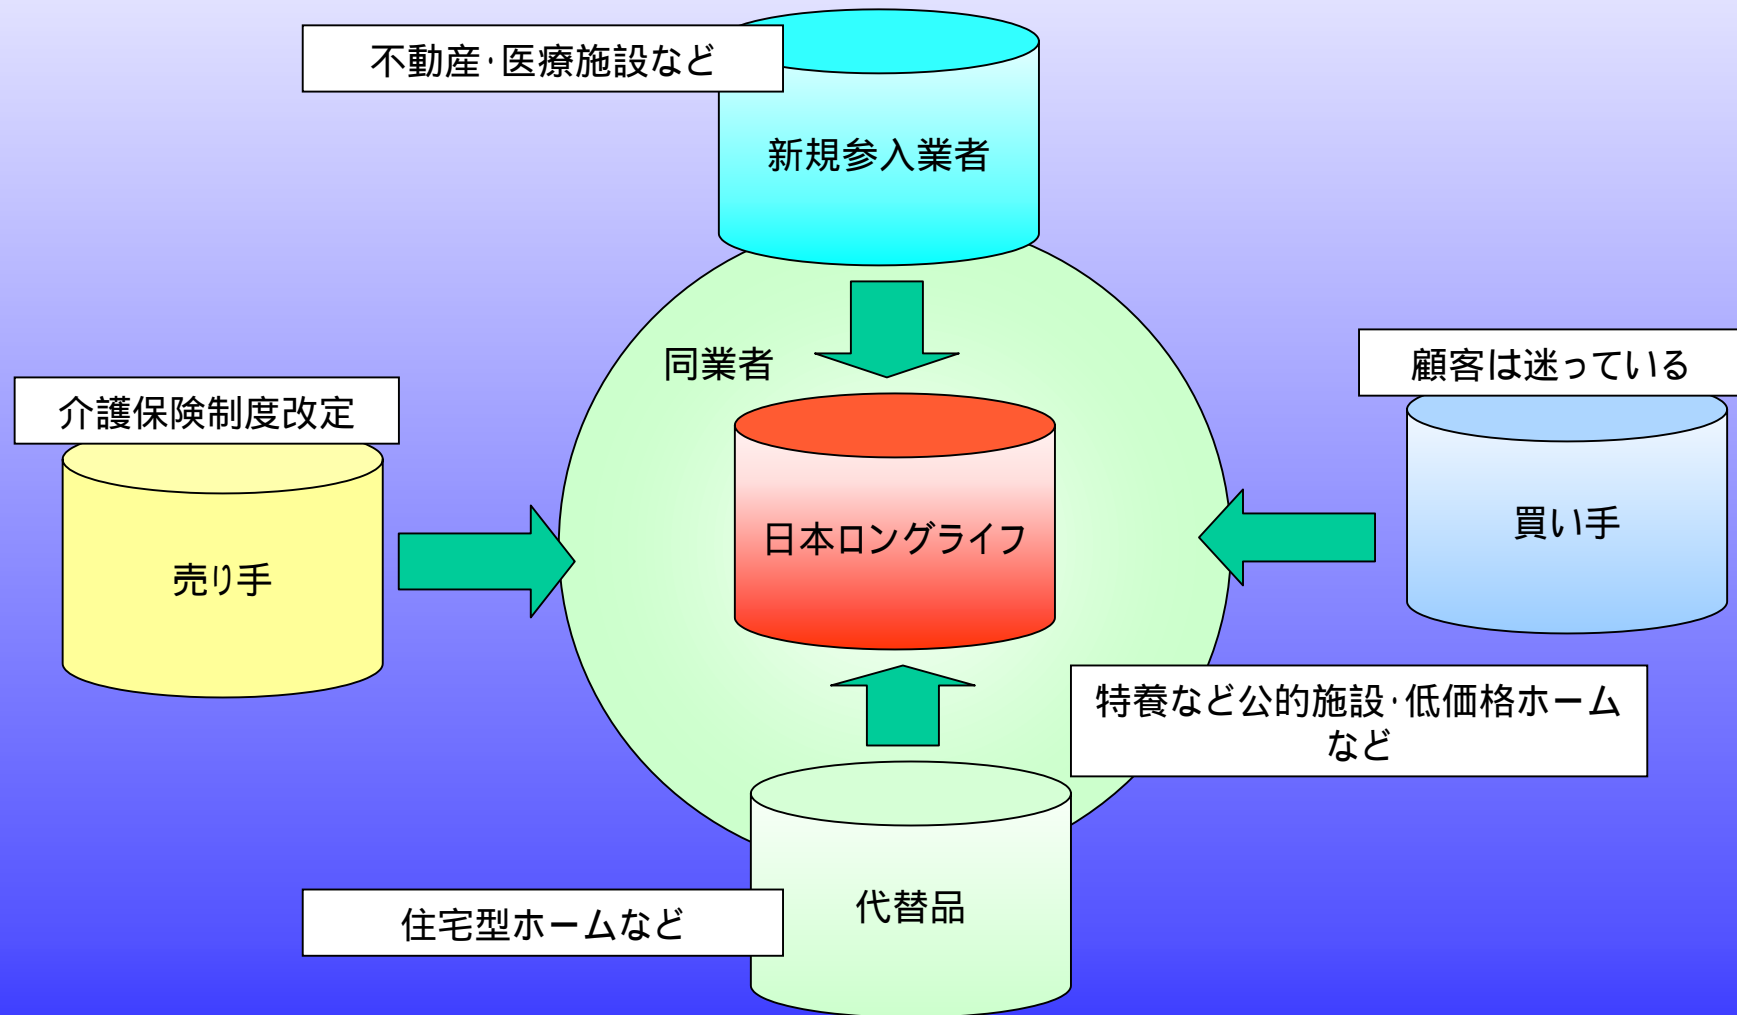 不動産・医療施設など
新規参入業者
同業者
顧客は迷っている
介護保険制度改定
日本ロングライフ
買い手
売り手
特養など公的施設・低価格ホーム
など
代替品
住宅型ホームなど